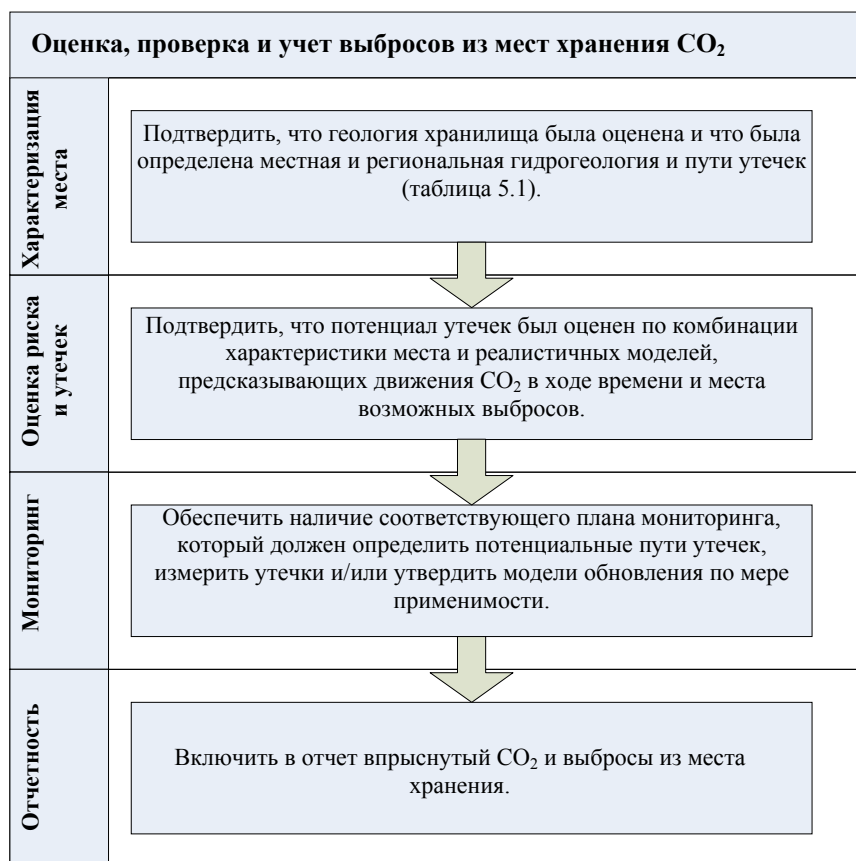 Оценка, проверка и учет выбросов из мест хранения CO₂
Характеризация
места
Подтвердить, что геология хранилища была оценена и что была
определена местная и региональная гидрогеология и пути утечек
(таблица 5.1).
Оценка риска
и утечек
Подтвердить, что потенциал утечек был оценен по комбинации
характеристики места и реалистичных моделей,
предсказывающих движения CO₂ в ходе времени и места
возможных выбросов.
Мониторинг
Обеспечить наличие соответствующего плана мониторинга,
который должен определить потенциальные пути утечек,
измерить утечки и/или утвердить модели обновления по мере
применимости.
Отчетность
Включить в отчет впрыснутый CO₂ и выбросы из места
хранения.